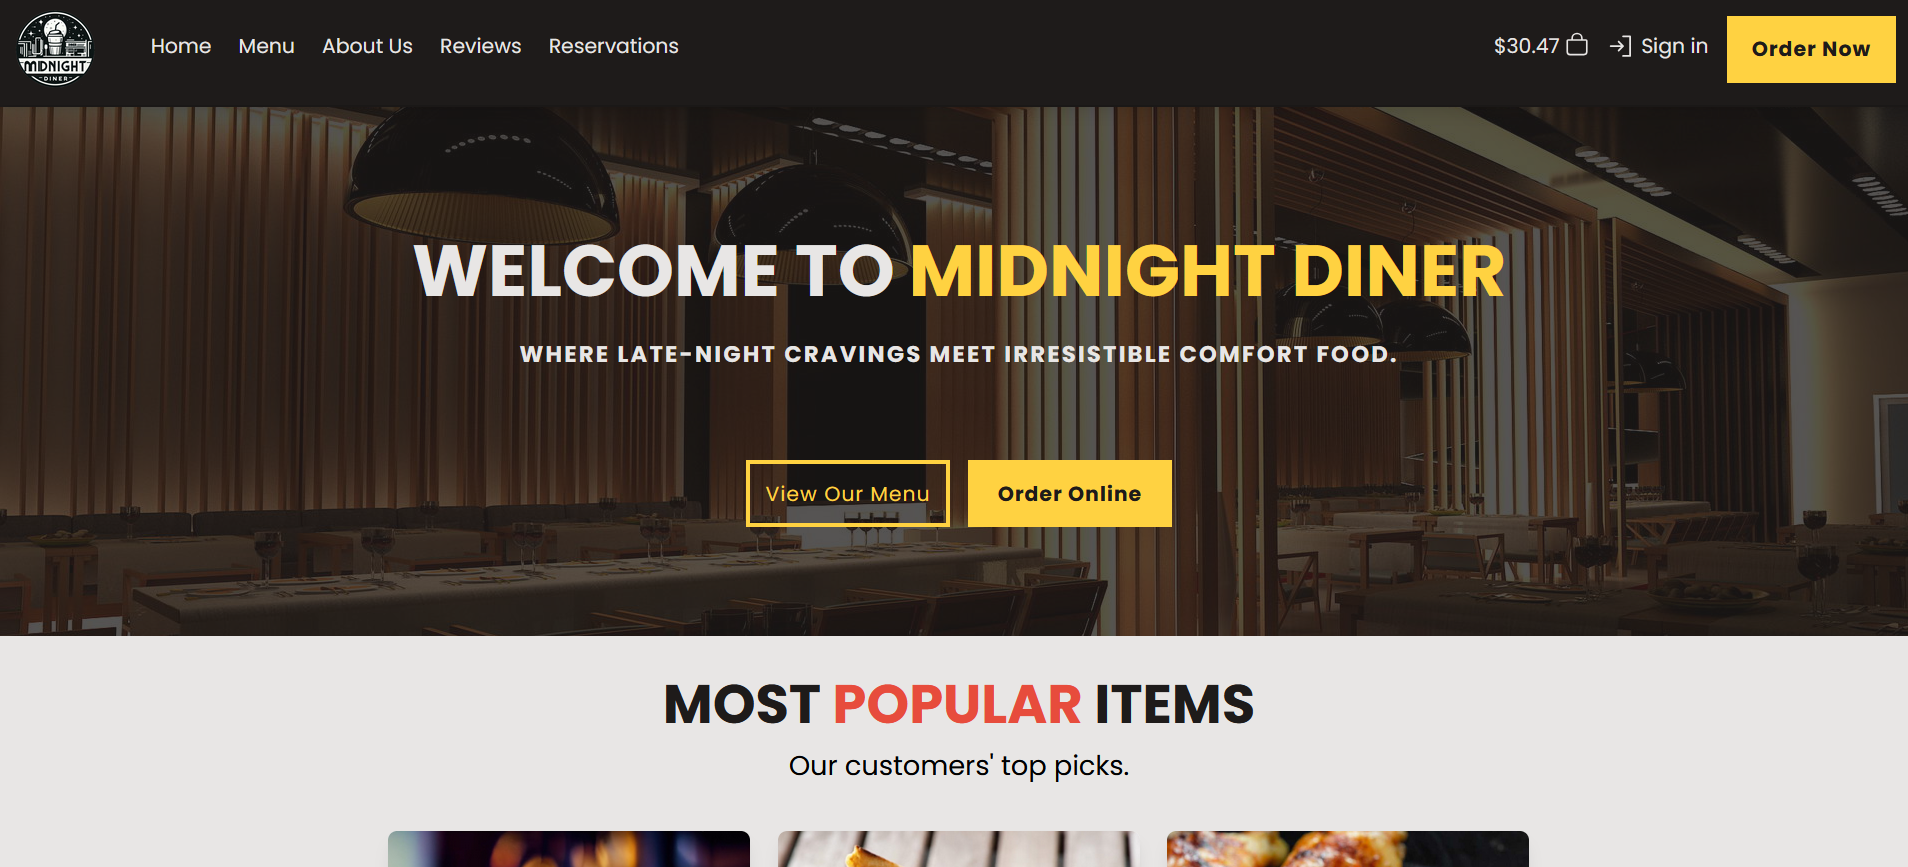 MIDNIGHT
DINER
Home
Menu
About Us
Reviews
Reservations
$30.47
Sign in
Order Now
WELCOME TO MIDNIGHT DINER
WHERE LATE-NIGHT CRAVINGS MEET IRRESISTIBLE COMFORT FOOD.
View Our Menu
Order Online
MOST POPULAR ITEMS
Our customers' top picks.